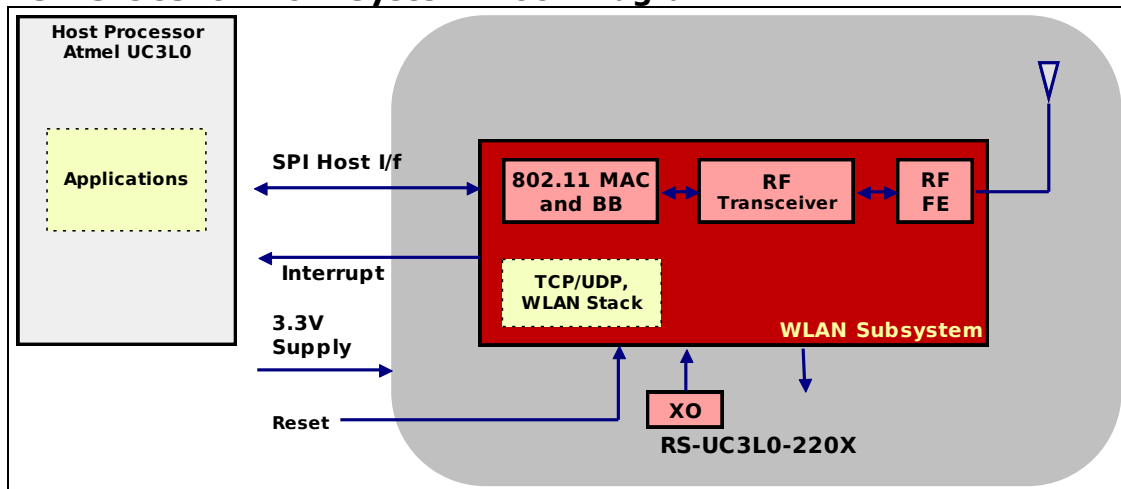 Host Processor
Atmel UC3L0
Applications
SPI Host I/f
Interrupt
3.3V
Supply
Reset
802.11 MAC
and BB
RF
Transceiver
RF
FE
TCP/UDP,
WLAN Stack
WLAN Subsystem
XO
RS-UC3L0-220X